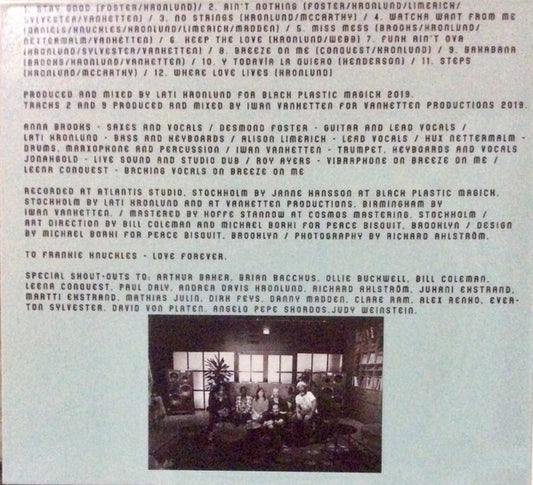 1. STAY GOOD (FOSTER/KRONLUND)/ 2. AIN'T NOTHING (FOSTER/KRONLUND/LIMERICH/
SYLVESTER/VANHETTEN) / 3. NO STRINGS (KRONLUND/MCCARTHY) / 4. WATCHA WANT FROM ME
(DANIELS/KNUCKLES/KRONLUND/LIMERICH/MADDEN) / 5. MISS MESS (BROOKS/KRONLUND/
NETTERMALM/VANHETTEN) / 6. KEEP THE LOVE (KRONLUND/WEBB) 7. FUNK AIN'T OVA
(KRONLUND/SYLVESTER/VANHETTEN) / 8. BREEZE ON ME (CONQUEST/KRONLUND) / 9. BAHABANA
(BROOKS/KRONLUND/VANHETTEN) / 10. Y TODAVÍA LA QUIERO (HENDERSON) / 11. STEPS
(KRONLUND/MCCARTHY) / 12. WHERE LOVE LIVES (KRONLUND)
PRODUCED AND MIXED BY LATI KRONLUND FOR BLACK PLASTIC MAGICK 2019.
TRACKS 2 AND 9 PRODUCED AND MIXED BY IWAN VANHETTEN FOR VANHETTEN PRODUCTIONS 2019.
ANNA BROOKS - SAXES AND VOCALS / DESMOND FOSTER - GUITAR AND LEAD VOCALS /
LATI KRONLUND - BASS AND KEYBOARDS / ALISON LIMERICH - LEAD VOCALS / HUX NETTERMALM -
DRUMS, MARXOPHONE AND PERCUSSION / IWAN VANHETTEN - TRUMPET, KEYBOARDS AND VOCALS
JONAHGOLD - LIVE SOUND AND STUDIO DUB / ROY AYERS - VIBRAPHONE ON BREEZE ON ME /
LEENA CONQUEST - BACKING VOCALS ON BREEZE ON ME
RECORDED AT ATLANTIS STUDIO, STOCKHOLM BY JANNE HANSSON AT BLACK PLASTIC MAGICK,
STOCKHOLM BY LATI KRONLUND AND AT VANHETTEN PRODUCTIONS, BIRMINGHAM BY
IWAN VANHETTEN. / MASTERED BY HOFFE STANNOW AT COSMOS MASTERING, STOCKHOLM /
ART DIRECTION BY BILL COLEMAN AND MICHAEL BORHI FOR PEACE BISQUIT, BROOKLYN / DESIGN
BY MICHAEL BORHI FOR PEACE BISQUIT, BROOKLYN / PHOTOGRAPHY BY RICHARD AHLSTRÖM.
TO FRANKIE KNUCKLES - LOVE FOREVER.
SPECIAL SHOUT-OUTS TO: ARTHUR BAKER, BRIAN BACCHUS, OLLIE BUCKWELL, BILL COLEMAN,
LEENA CONQUEST, PAUL DALY, ANDREA DAVIS KRONLUND, RICHARD AHLSTRÖM, JUHANI EKSTRAND,
MARTTI EKSTRAND, MATHIAS JULIN, DIRK FEYS, DANNY MADDEN, CLARE RAM, ALEX RENHO, EVER-
TON SYLVESTER, DAVID VON PLATEN, ANGELO PEPE SKORDOS,JUDY WEINSTEIN.